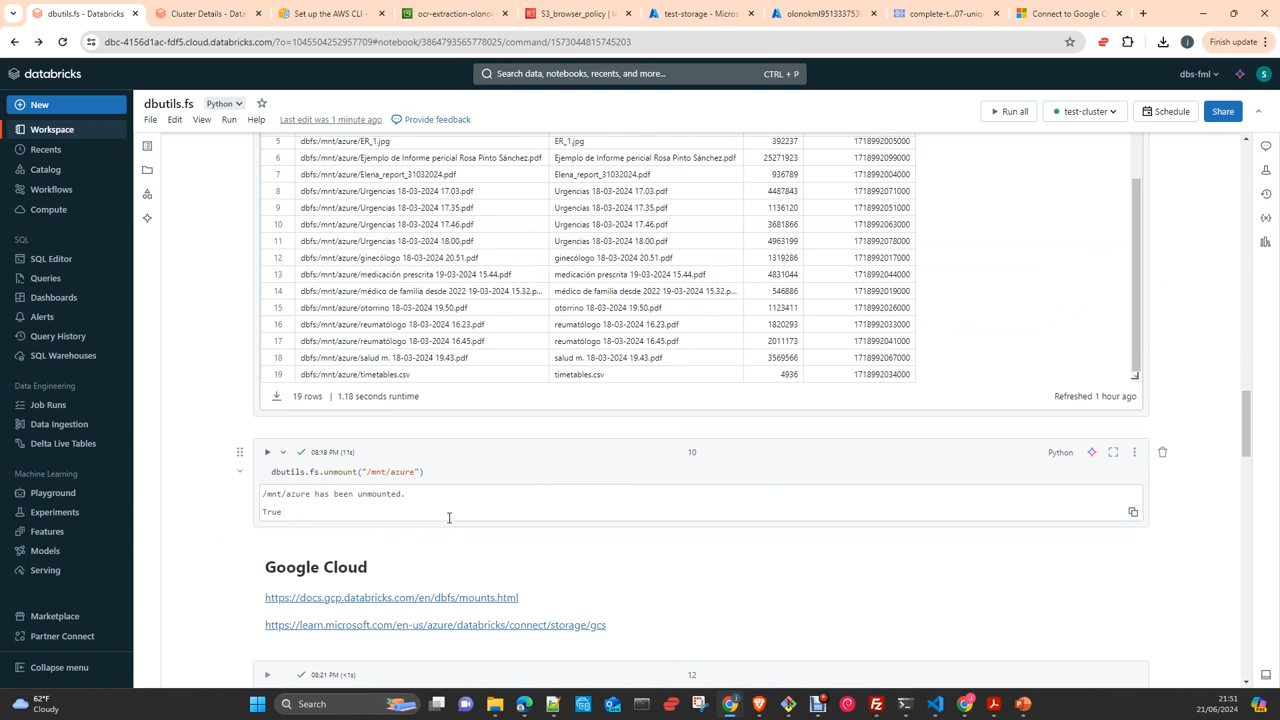 dbutils.fs - Databricks
Cluster Details - Databricks
Set up the AWS CLI -
ocr-extraction-olonok
S3_browser_policy | IAM
test-storage - Microsoft
olonokml951333753
complete-t...07-uniq
Connect to Google C
dbc-4156d1ac-fdf5.cloud.databricks.com/?o=1045504252957709#notebook/3864793565778025/command/1573044815745203
j
Finish update
databricks
Search data, notebooks, recents, and more...
CTRL + P
dbs-fml
S
New
Workspace
Recents
Catalog
Workflows
Compute
SQL
SQL Editor
Queries
Dashboards
Alerts
Query History
SQL Warehouses
Data Engineering
Job Runs
Data Ingestion
Delta Live Tables
Machine Learning
Playground
Experiments
Features
Models
Serving
Marketplace
Partner Connect
Collapse menu
dbutils.fs Python
File Edit View Run Help Last edit was 1 minute ago Provide feedback
Run all
test-cluster
Schedule
Share
5 dbfs:/mnt/azure/ER_1.jpg ER_1.jpg 392237 1718992005000
6 dbfs:/mnt/azure/Ejemplo de Informe pericial Rosa Pinto Sánchez.pdf Ejemplo de Informe pericial Rosa Pinto Sánchez.pdf 25271923 1718992099000
7 dbfs:/mnt/azure/Elena_report_31032024.pdf Elena_report_31032024.pdf 936789 1718992004000
8 dbfs:/mnt/azure/Urgencias 18-03-2024 17.03.pdf Urgencias 18-03-2024 17.03.pdf 4487843 1718992071000
9 dbfs:/mnt/azure/Urgencias 18-03-2024 17.35.pdf Urgencias 18-03-2024 17.35.pdf 1136120 1718992051000
10 dbfs:/mnt/azure/Urgencias 18-03-2024 17.46.pdf Urgencias 18-03-2024 17.46.pdf 3681866 1718992063000
11 dbfs:/mnt/azure/Urgencias 18-03-2024 18.00.pdf Urgencias 18-03-2024 18.00.pdf 4963199 1718992078000
12 dbfs:/mnt/azure/ginecólogo 18-03-2024 20.51.pdf ginecólogo 18-03-2024 20.51.pdf 1319286 1718992017000
13 dbfs:/mnt/azure/medicación prescrita 19-03-2024 15.44.pdf medicación prescrita 19-03-2024 15.44.pdf 4831044 1718992044000
14 dbfs:/mnt/azure/médico de familia desde 2022 19-03-2024 15.32.p... médico de familia desde 2022 19-03-2024 15.32.p... 546886 1718992019000
15 dbfs:/mnt/azure/otorrino 18-03-2024 19.50.pdf otorrino 18-03-2024 19.50.pdf 1123411 1718992026000
16 dbfs:/mnt/azure/reumatólogo 18-03-2024 16.23.pdf reumatólogo 18-03-2024 16.23.pdf 1820293 1718992033000
17 dbfs:/mnt/azure/reumatólogo 18-03-2024 16.45.pdf reumatólogo 18-03-2024 16.45.pdf 2011173 1718992041000
18 dbfs:/mnt/azure/salud m. 18-03-2024 19.43.pdf salud m. 18-03-2024 19.43.pdf 3569566 1718992067000
19 dbfs:/mnt/azure/timetables.csv timetables.csv 4936 1718992034000
19 rows | 1.18 seconds runtime Refreshed 1 hour ago
08:18 PM (11s) 10 Python
dbutils.fs.unmount("/mnt/azure")
/mnt/azure has been unmounted.
True
Google Cloud
https://docs.gcp.databricks.com/en/dbfs/mounts.html
https://learn.microsoft.com/en-us/azure/databricks/connect/storage/gcs
08:21 PM (<1s) 12
62°F
Cloudy
Search
21:51
21/06/2024